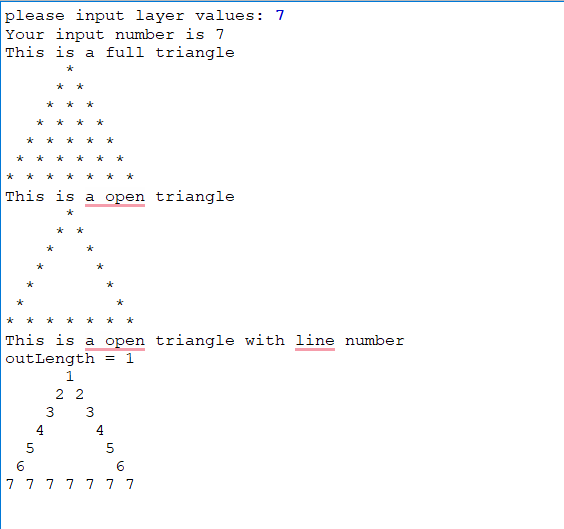 please input layer values: 7
Your input number is 7
This is a full triangle
      *
     * *
    * * *
   * * * *
  * * * * *
 * * * * * *
* * * * * * *
This is a open triangle
      *
     * *
    *   *
   *     *
  *       *
 *         *
* * * * * * *
This is a open triangle with line number
outLength = 1
      1
     2 2
    3   3
   4     4
  5       5
 6         6
7 7 7 7 7 7 7